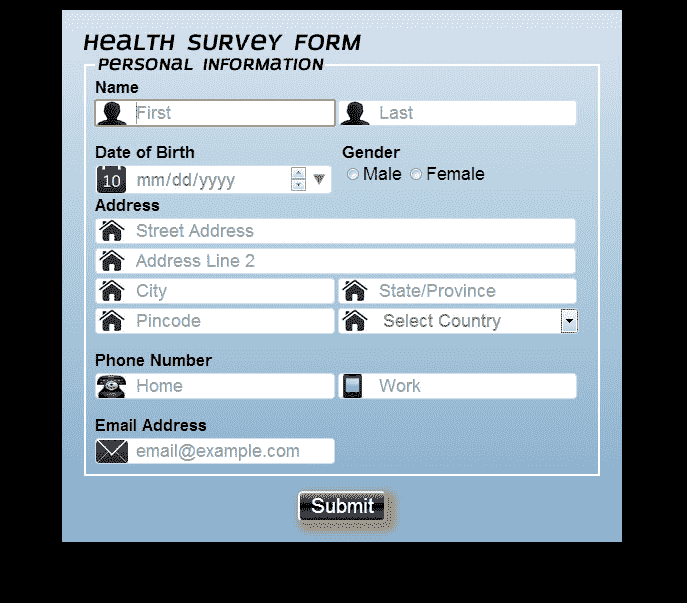 Health Survey Form
Personal Information
Name
First Last
Date of Birth Gender
10 mm/dd/yyyy Male Female
Address
Street Address
Address Line 2
City State/Province
Pincode Select Country
Phone Number
Home Work
Email Address
email@example.com
Submit